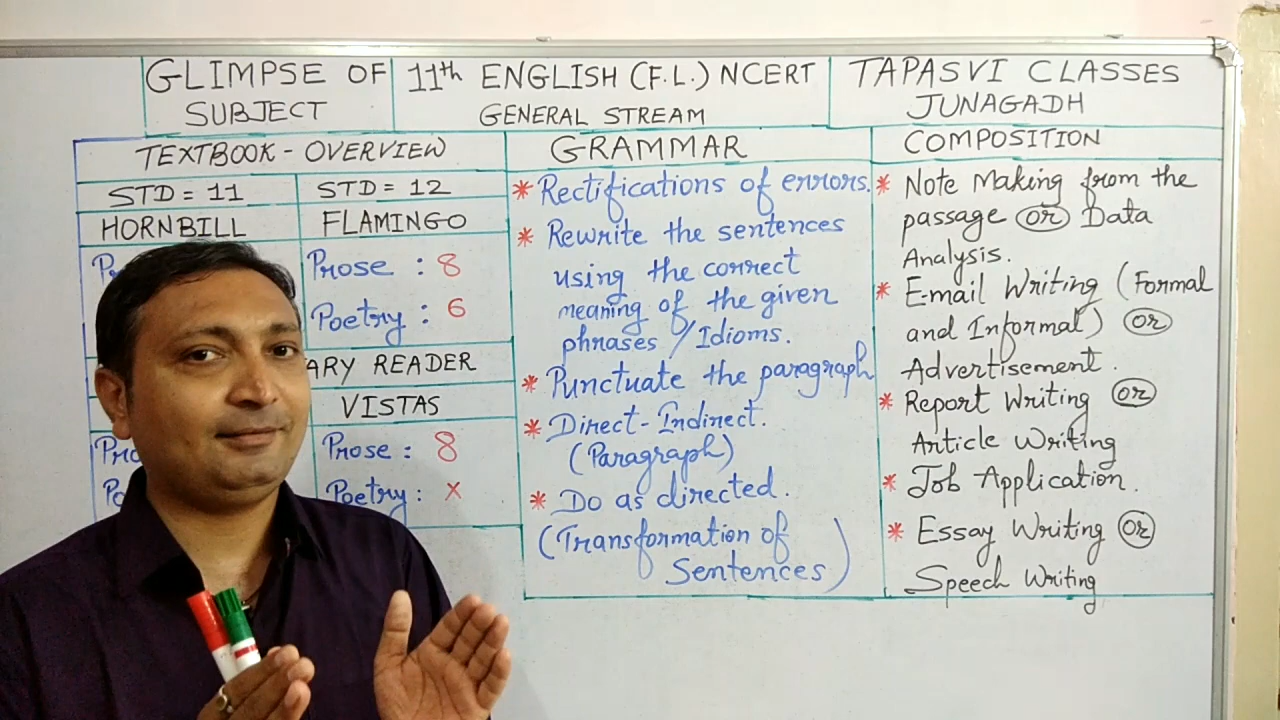 GLIMPSE OF
SUBJECT
11th ENGLISH (F.L.) NCERT
GENERAL STREAM
TAPASVI CLASSES
JUNAGADH
TEXTBOOK - OVERVIEW
STD = 11
HORNBILL
STD = 12
FLAMINGO
Prose : 8
Poetry : 6
ARY READER
VISTAS
Prose : 8
Poetry : X
GRAMMAR
* Rectifications of errors.
* Rewrite the sentences
using the correct
meaning of the given
phrases / Idioms.
* Punctuate the paragraph
* Direct-Indirect.
(Paragraph)
* Do as directed.
(Transformation of
Sentences)
COMPOSITION
* Note Making from the
passage or Data
Analysis.
* E-mail Writing (Formal
and Informal) or
Advertisement.
* Report Writing or
Article Writing
* Job Application.
* Essay Writing or
Speech Writing